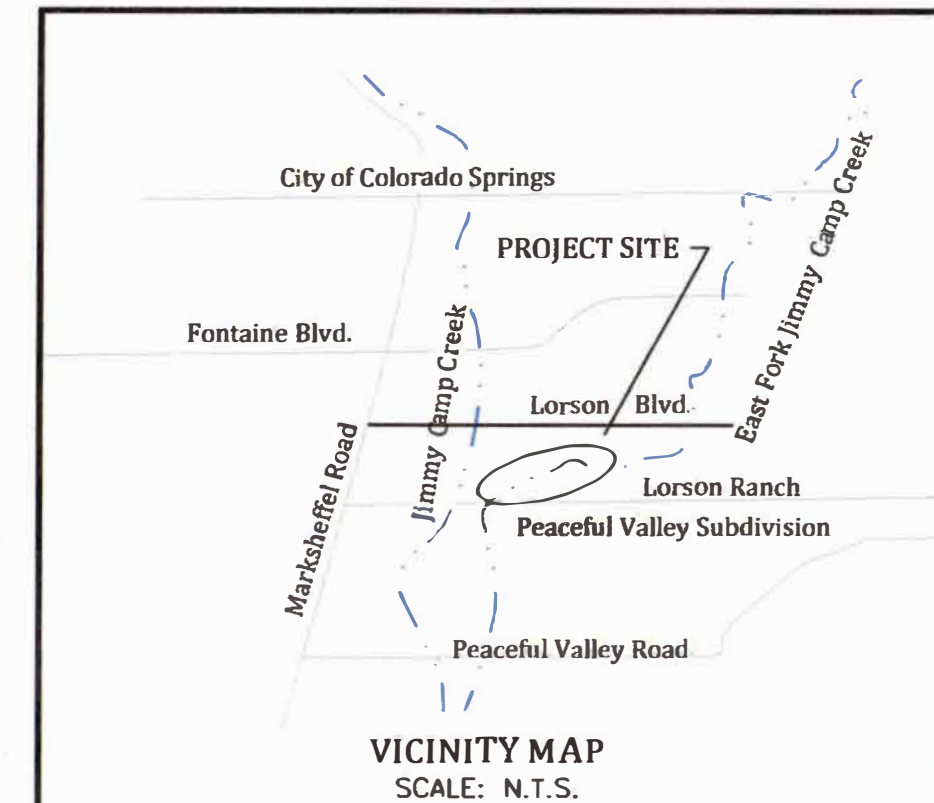 City of Colorado Springs
PROJECT SITE
East Fork Jimmy Camp Creek
Fontaine Blvd.
Jimmy Camp Creek
Lorson Blvd.
Marksheffel Road
Lorson Ranch
Peaceful Valley Subdivision
Peaceful Valley Road
VICINITY MAP
SCALE: N.T.S.